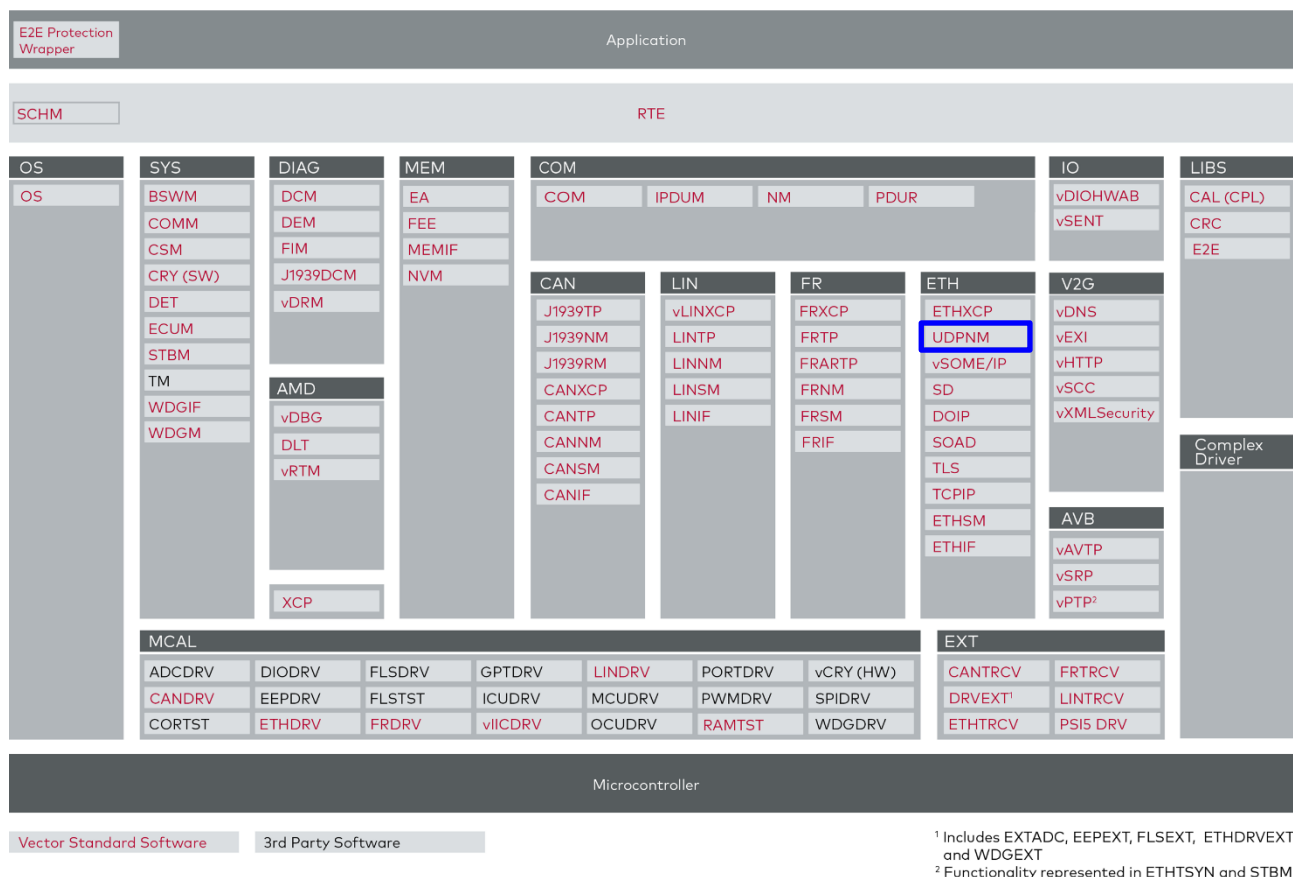 E2E Protection
Wrapper
Application
SCHM
RTE
OS
OS
SYS
BSWM
COMM
CSM
CRY (SW)
DET
ECUM
STBM
TM
WDGIF
WDGM
DIAG
DCM
DEM
FIM
J1939DCM
vDRM
AMD
vDBG
DLT
vRTM
XCP
MEM
EA
FEE
MEMIF
NVM
COM
COM IPDUM NM PDUR
CAN
J1939TP
J1939NM
J1939RM
CANXCP
CANTP
CANNM
CANSM
CANIF
LIN
vLINXCP
LINTP
LINNM
LINSM
LINIF
FR
FRXCP
FRTP
FRARTP
FRNM
FRSM
FRIF
ETH
ETHXCP
UDPNM
vSOME/IP
SD
DOIP
SOAD
TLS
TCPIP
ETHSM
ETHIF
IO
vDIOHWAB
vSENT
V2G
vDNS
vEXI
vHTTP
vSCC
vXMLSecurity
AVB
vAVTP
vSRP
vPTP²
LIBS
CAL (CPL)
CRC
E2E
Complex
Driver
MCAL
ADCDRV DIODRV FLSDRV GPTDRV LINDRV PORTDRV vCRY (HW)
CANDRV EEPDRV FLSTST ICUDRV MCUDRV PWMDRV SPIDRV
CORTST ETHDRV FRDRV vIICDRV OCUDRV RAMTST WDGDRV
EXT
CANTRCV FRTRCV
DRVEXT¹ LINTRCV
ETHTRCV PSI5 DRV
Microcontroller
Vector Standard Software
3rd Party Software
¹ Includes EXTADC, EEPEXT, FLSEXT, ETHDRVEXT
and WDGEXT
² Functionality represented in ETHTSYN and STBM